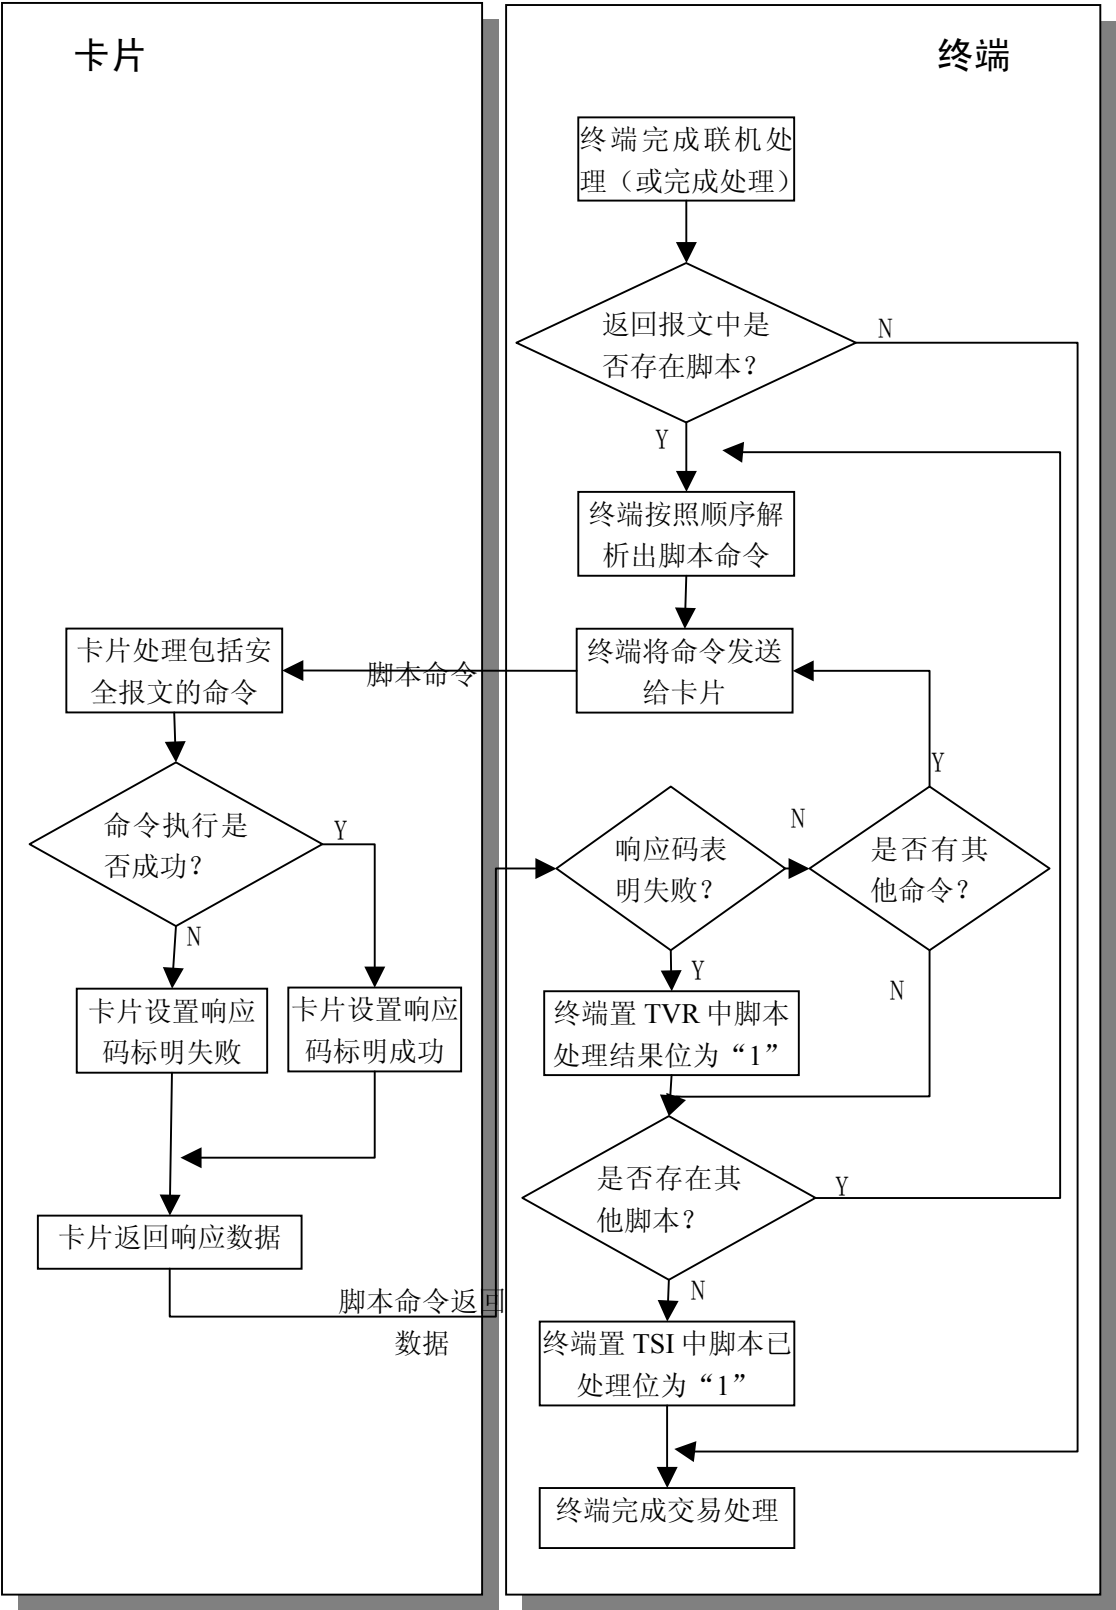 卡片
终端
终端完成联机处
理（或完成处理）
返回报文中是
否存在脚本？
N
Y
终端按照顺序解
析出脚本命令
卡片处理包括安
全报文的命令
脚本命令
终端将命令发送
给卡片
Y
命令执行是
否成功？
Y
N
响应码表
明失败？
N
是否有其
他命令？
Y
N
卡片设置响应
码标明失败
卡片设置响应
码标明成功
终端置 TVR 中脚本
处理结果位为“1”
是否存在其
他脚本？
Y
卡片返回响应数据
N
脚本命令返回
数据
终端置 TSI 中脚本已
处理位为“1”
终端完成交易处理